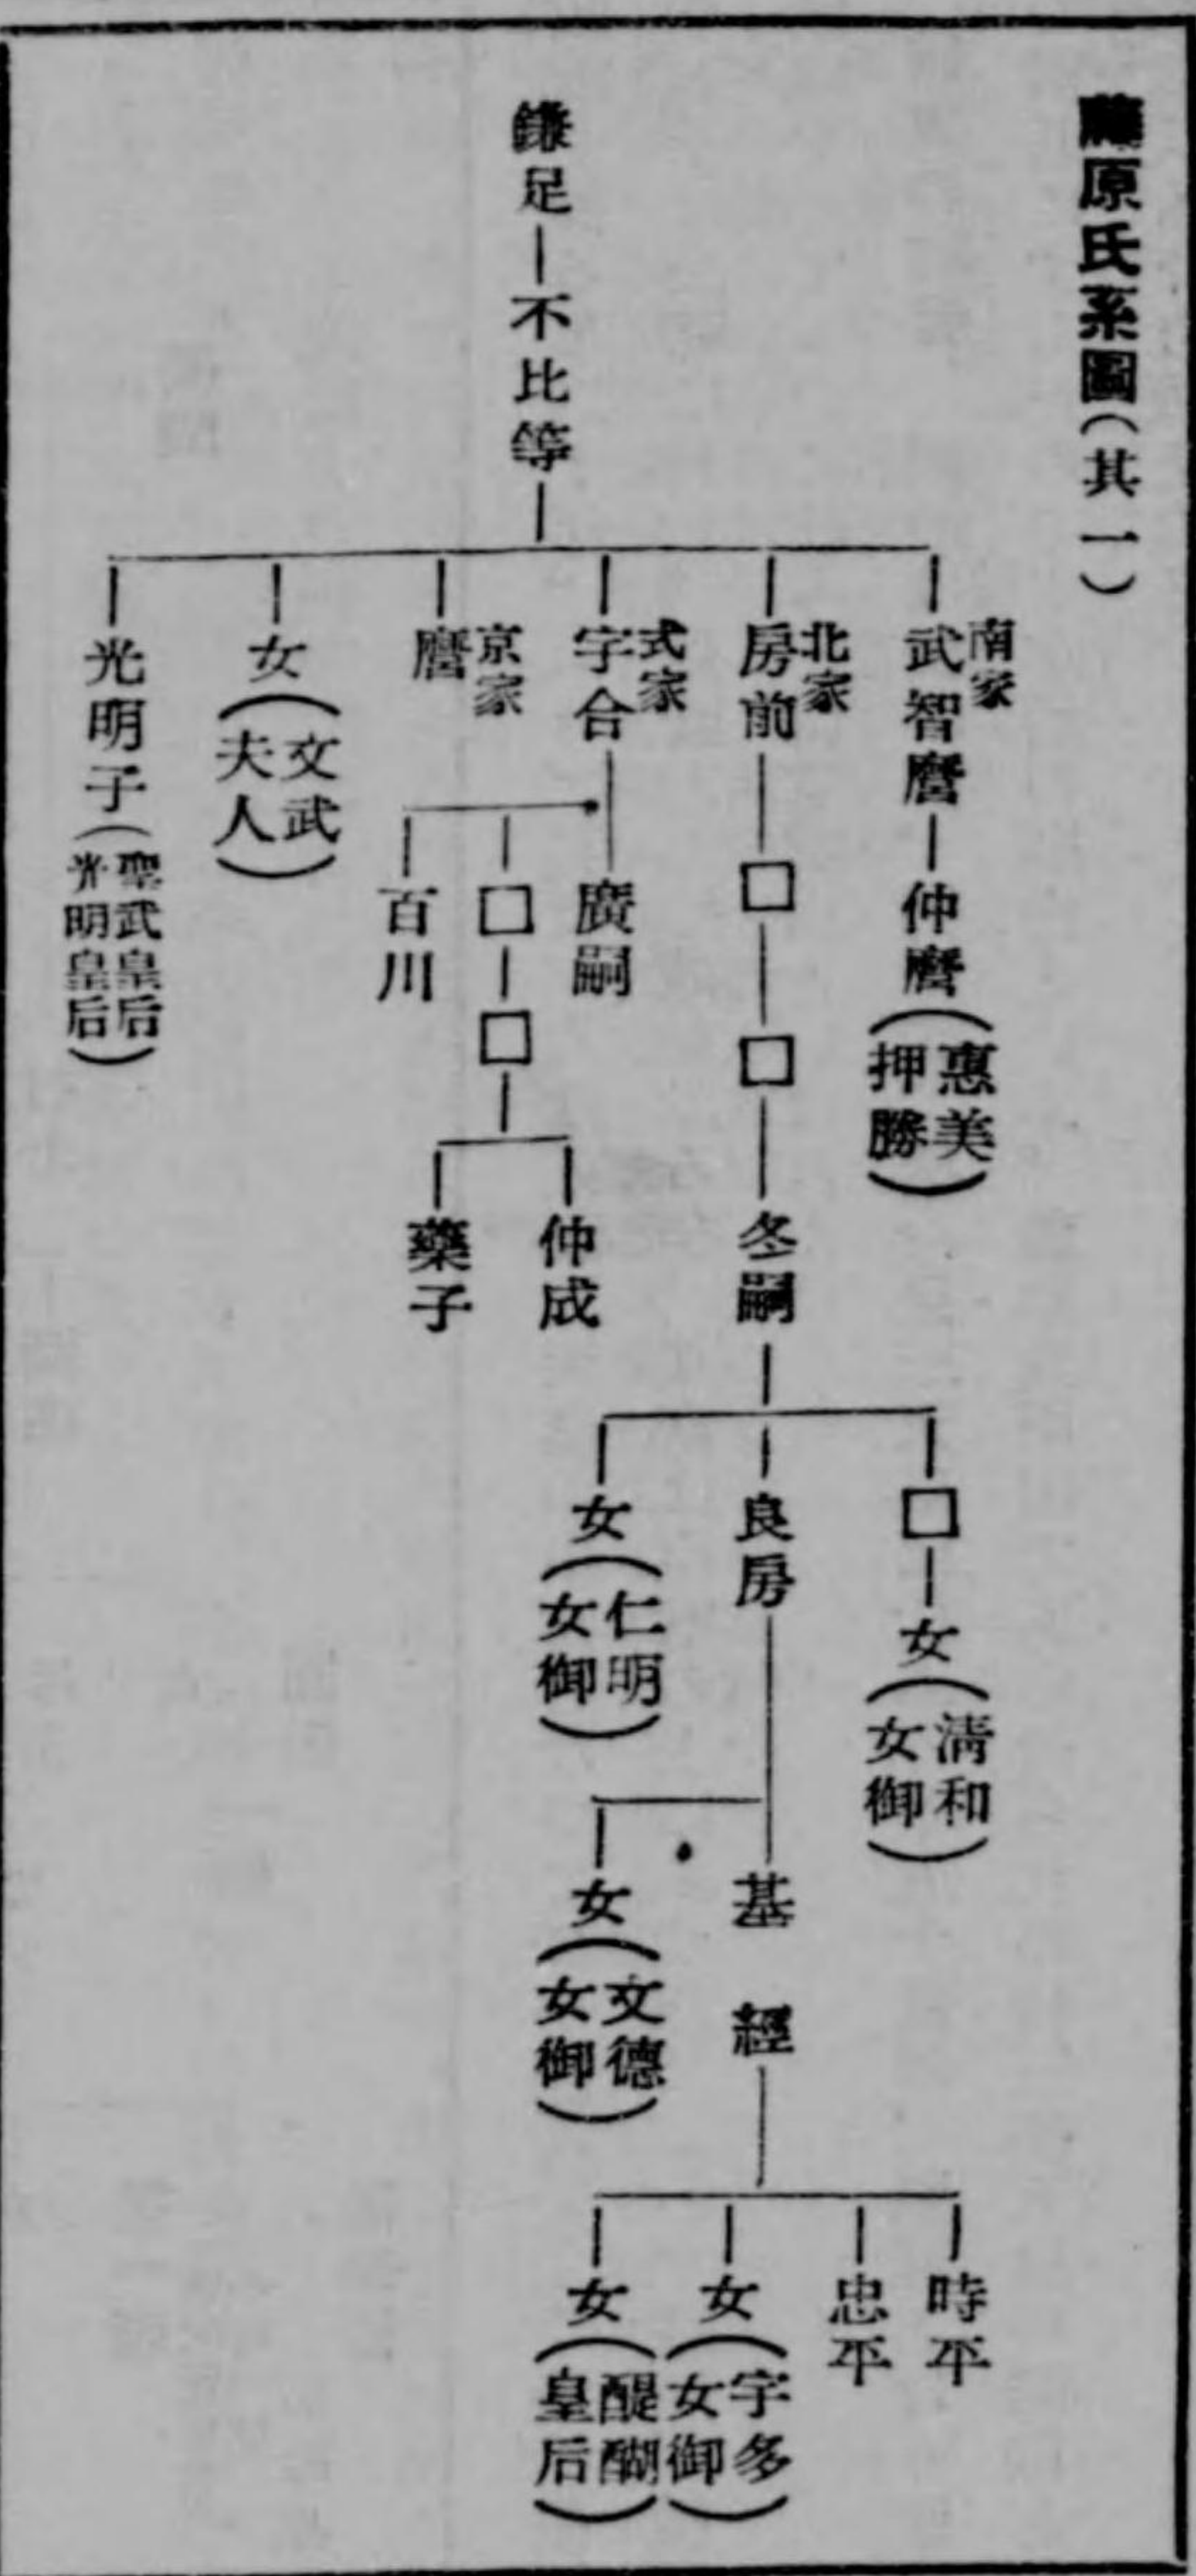 藤原氏系圖(其一)
鎌足
不比等
南家
武智麿
仲麿(惠美押勝)
北家
房前
□
□
冬嗣
□
女(淸和女御)
良房
基經
時平
忠平
女(宇多女御)
女(醍醐皇后)
女(文德女御)
女(仁明女御)
式家
宇合
廣嗣
□
□
仲成
藥子
百川
京家
麿
女(文武夫人)
光明子(聖武皇后光明皇后)